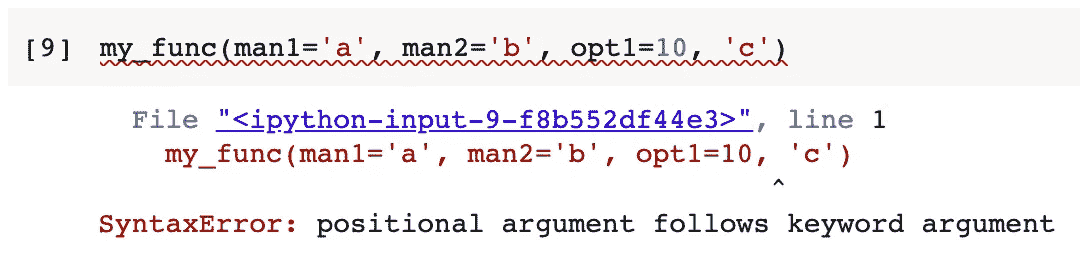 [9] my_func(man1='a', man2='b', opt1=10, 'c')
File "<ipython-input-9-f8b552df44e3>", line 1
my_func(man1='a', man2='b', opt1=10, 'c')
^
SyntaxError: positional argument follows keyword argument